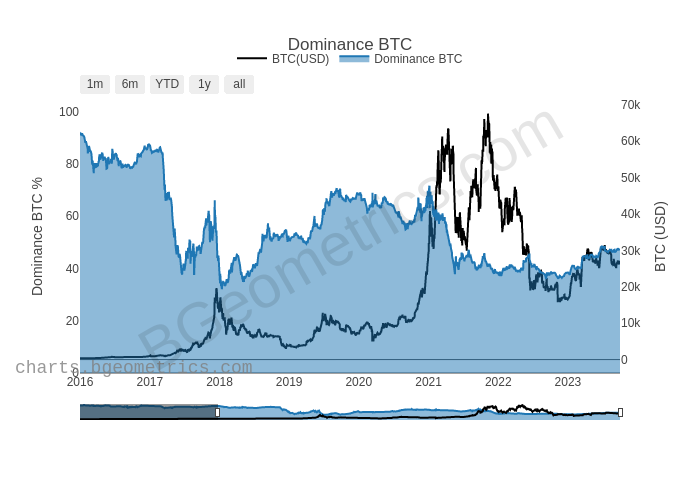 Dominance BTC
BTC(USD) Dominance BTC
1m 6m YTD 1y all
100
80
60
40
20
0
Dominance BTC %
70k
60k
50k
40k
30k
20k
10k
0
BTC (USD)
BGeometrics.com
charts.bgeometrics.com
2016 2017 2018 2019 2020 2021 2022 2023